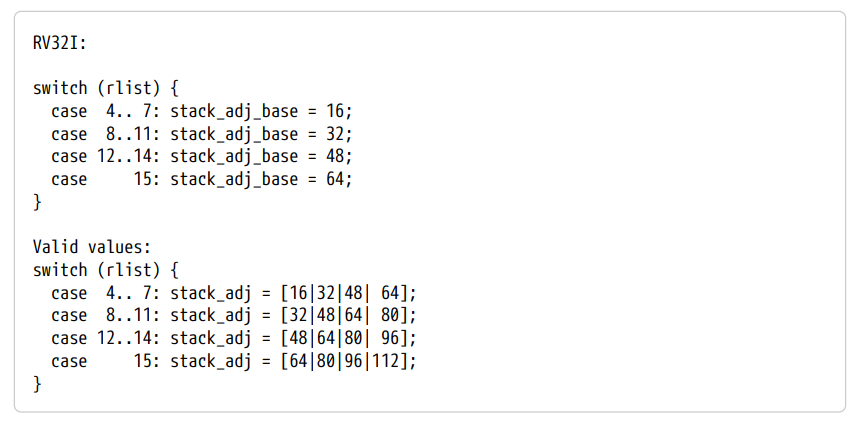 RV32I:

switch (rlist) {
  case  4.. 7: stack_adj_base = 16;
  case  8..11: stack_adj_base = 32;
  case 12..14: stack_adj_base = 48;
  case     15: stack_adj_base = 64;
}

Valid values:
switch (rlist) {
  case  4.. 7: stack_adj = [16|32|48| 64];
  case  8..11: stack_adj = [32|48|64| 80];
  case 12..14: stack_adj = [48|64|80| 96];
  case     15: stack_adj = [64|80|96|112];
}